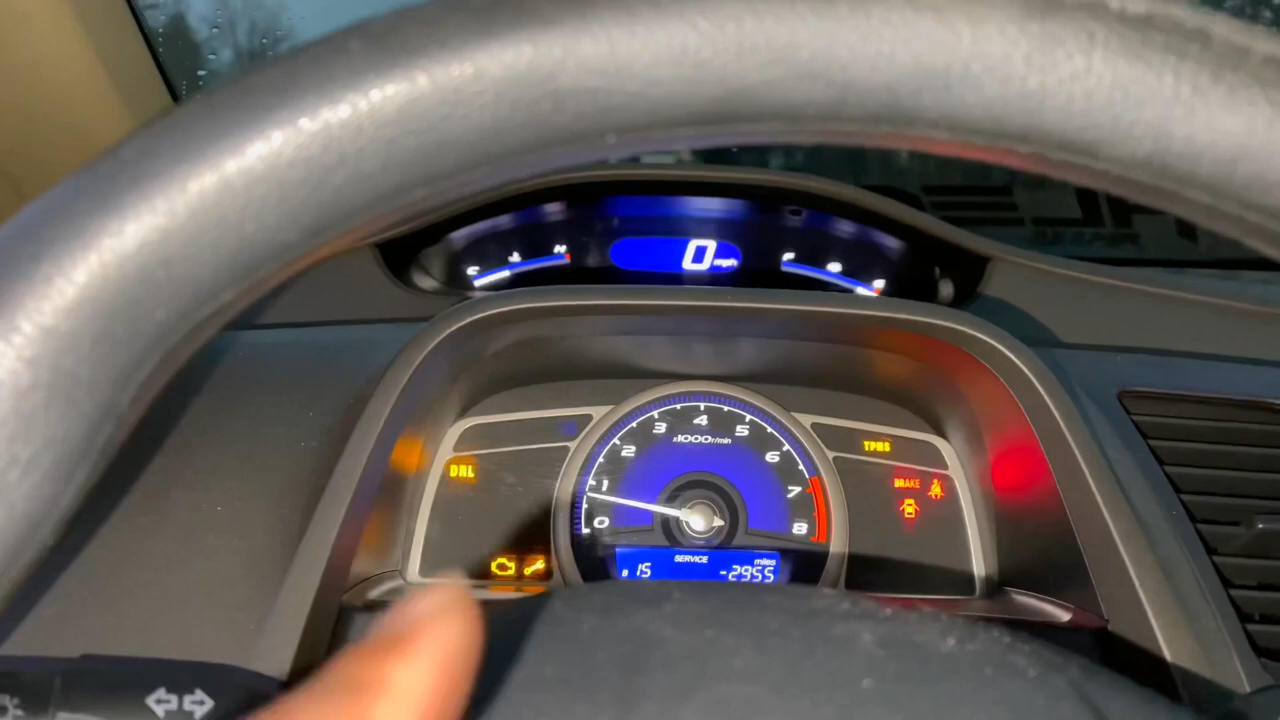 C H
0 mph
F E
TPMS
DRL
BRAKE
0 1 2 3 4 5 6 7 8
x1000r/min
SERVICE
miles
B 15 -2955